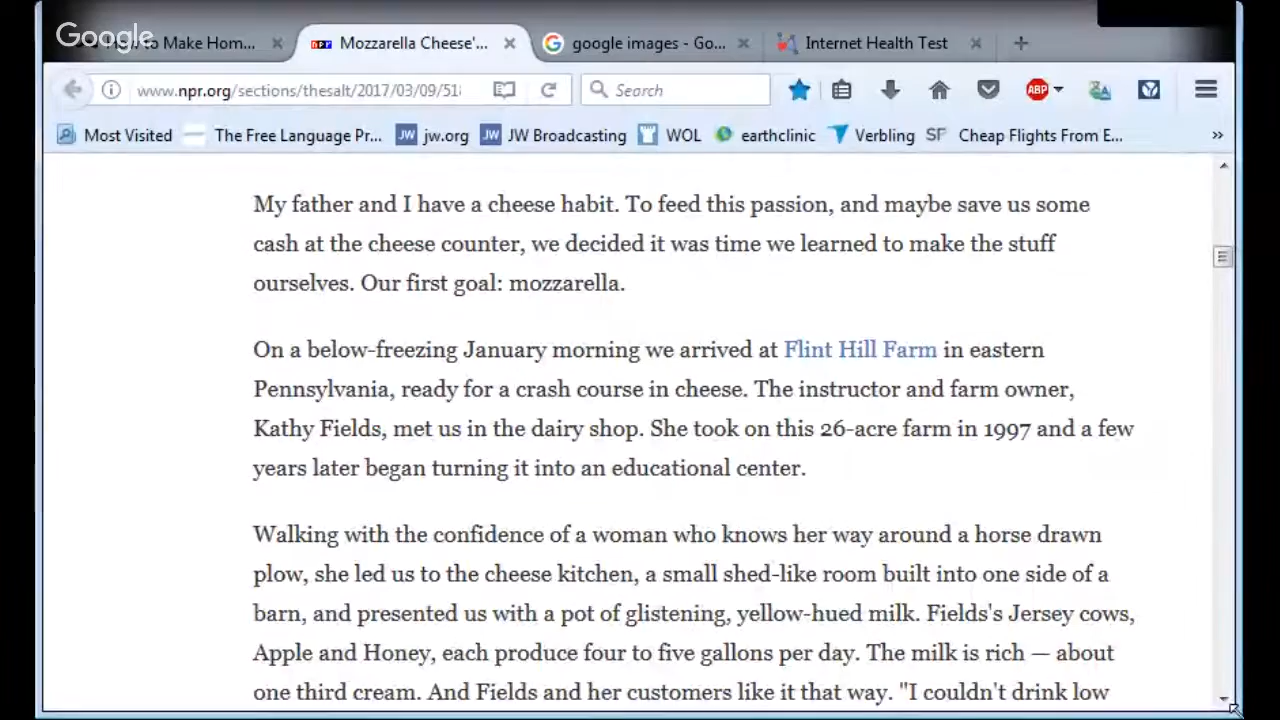 Google
to Make Hom...
npr
Mozzarella Cheese'...
G
google images - Go...
Internet Health Test
www.npr.org/sections/thesalt/2017/03/09/51
Search
ABP
Most Visited
The Free Language Pr...
JW jw.org
JW JW Broadcasting
WOL
earthclinic
Verbling
SF Cheap Flights From E...
»
My father and I have a cheese habit. To feed this passion, and maybe save us some
cash at the cheese counter, we decided it was time we learned to make the stuff
ourselves. Our first goal: mozzarella.
On a below-freezing January morning we arrived at Flint Hill Farm in eastern
Pennsylvania, ready for a crash course in cheese. The instructor and farm owner,
Kathy Fields, met us in the dairy shop. She took on this 26-acre farm in 1997 and a few
years later began turning it into an educational center.
Walking with the confidence of a woman who knows her way around a horse drawn
plow, she led us to the cheese kitchen, a small shed-like room built into one side of a
barn, and presented us with a pot of glistening, yellow-hued milk. Fields's Jersey cows,
Apple and Honey, each produce four to five gallons per day. The milk is rich — about
one third cream. And Fields and her customers like it that way. "I couldn't drink low